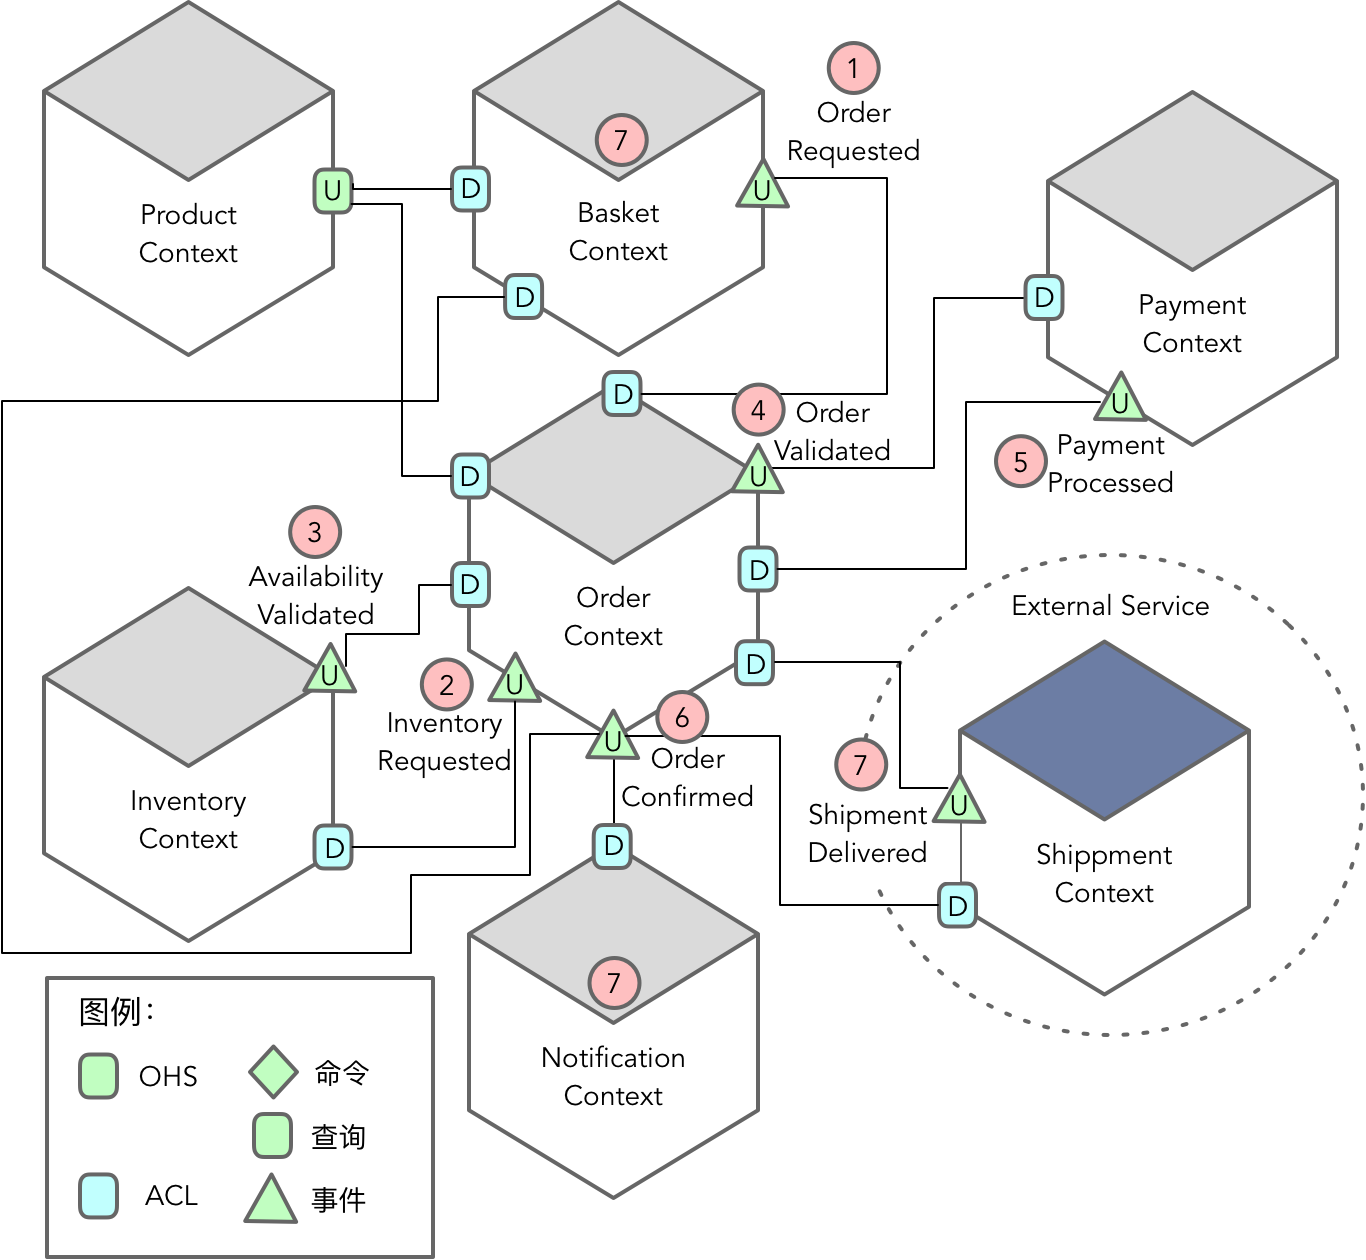 1
Order
Requested
7
U
D
U
Product
Context
Basket
Context
D
D
Payment
Context
D
4
Order
Validated
U
5
Payment
Processed
D
U
3
Availability
Validated
D
D
Order
Context
External Service
U
2
Inventory
Requested
U
D
6
Order
Confirmed
U
7
Shipment
Delivered
U
Inventory
Context
D
D
Shippment
Context
D
7
Notification
Context
图例：
OHS
命令
查询
ACL
事件